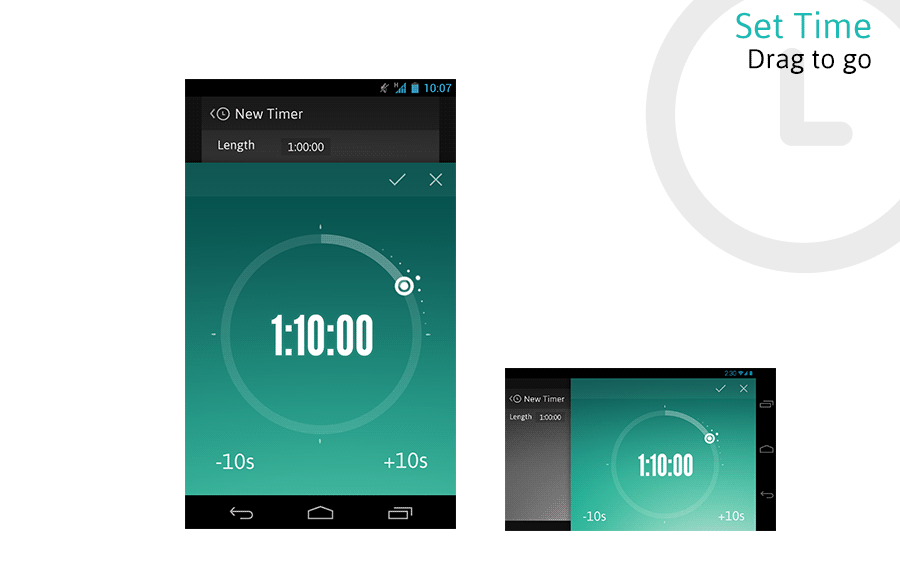 Set Time
Drag to go
10:07
New Timer
Length 1:00:00
1:10:00
-10s +10s
2:30
New Timer
Length 1:00:00
1:10:00
-10s +10s